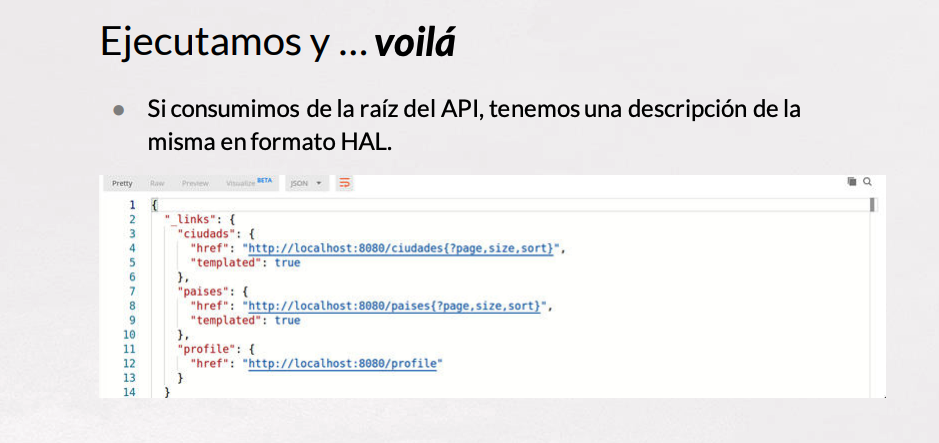 Ejecutamos y ... voilá
● Si consumimos de la raíz del API, tenemos una descripción de la
misma en formato HAL.
Pretty Raw Preview Visualize BETA JSON
1 {
2 "_links": {
3 "ciudads": {
4 "href": "http://localhost:8080/ciudades{?page,size,sort}",
5 "templated": true
6 },
7 "paises": {
8 "href": "http://localhost:8080/paises{?page,size,sort}",
9 "templated": true
10 },
11 "profile": {
12 "href": "http://localhost:8080/profile"
13 }
14 }